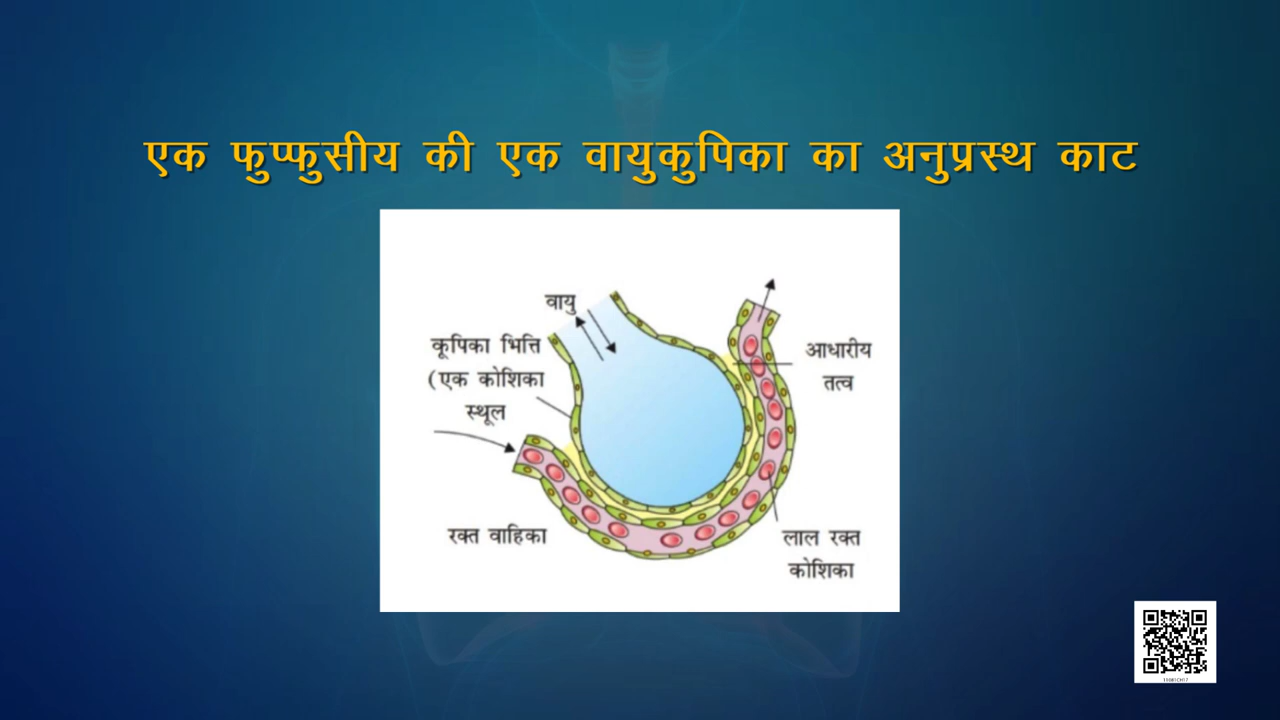 एक फुप्फुसीय की एक वायुकुपिका का अनुप्रस्थ काट
वायु
कूपिका भित्ति
(एक कोशिका
स्थूल
आधारीय
तत्व
रक्त वाहिका
लाल रक्त
कोशिका